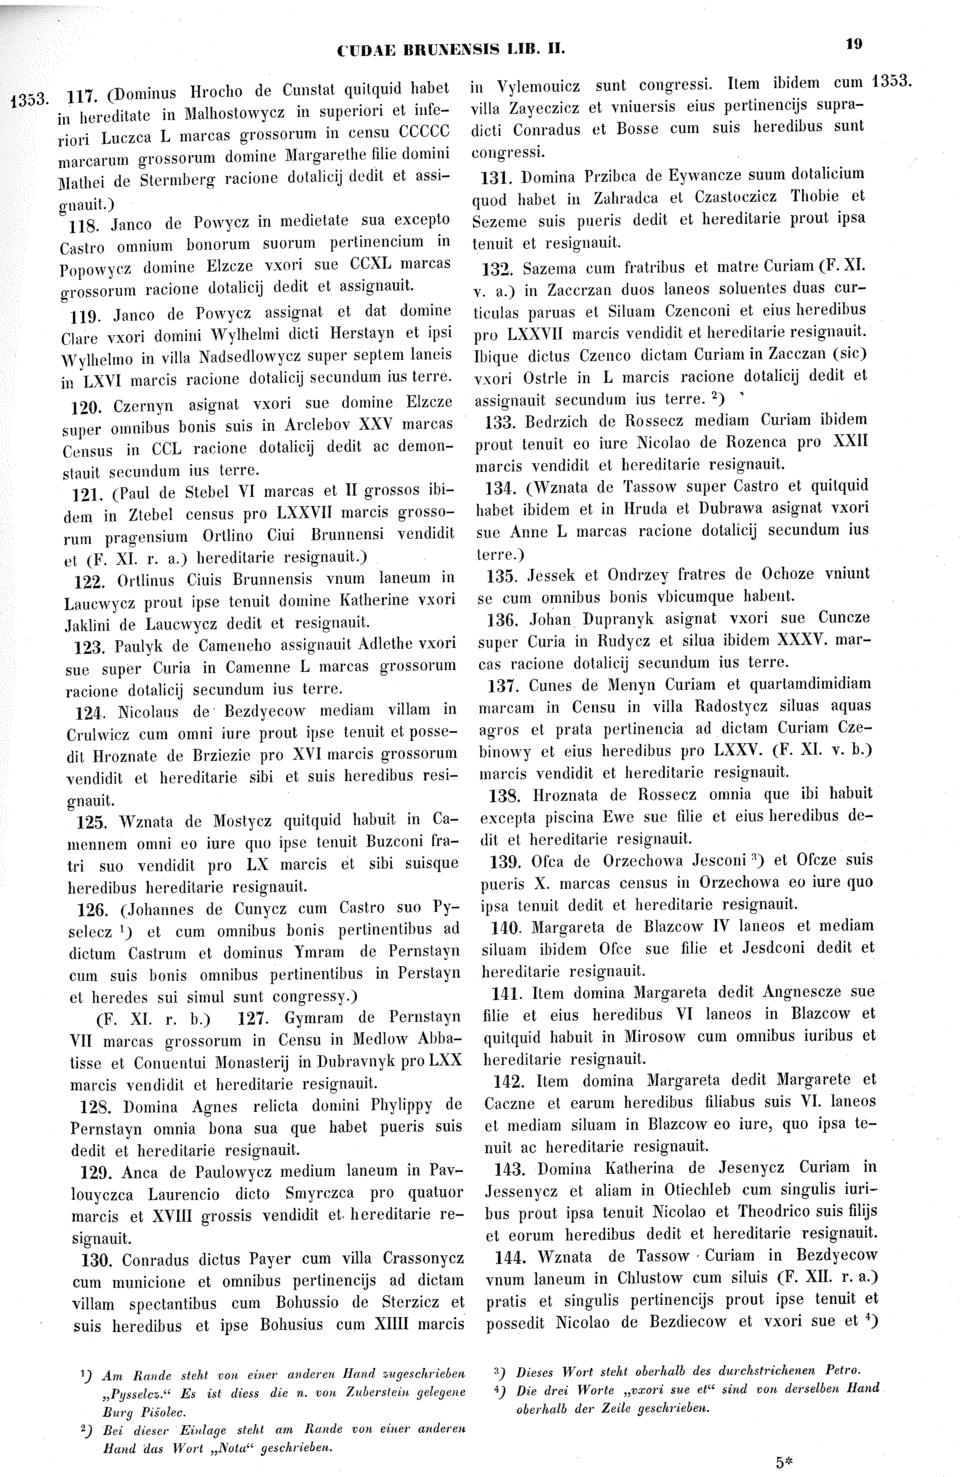 CUDAE BRUNENSIS LIB. II.
19
1353.
117. (Dominus Hrocho de Cunstat quitquid habet
in hereditate in Malhostowycz in superiori et infe-
riori Luczca L marcas grossorum in censu CCCCC
marcarum grossorum domine Margarethe filie domini
Mathei de Stermberg racione dotalicij dedit et assi-
gnauit.)
118. Janco de Powycz in medietate sua excepto
Castro omnium bonorum suorum pertinencium in
Popowycz domine Elzcze vxori sue CCXL marcas
grossorum racione dotalicij dedit et assignauit.
119. Janco de Powycz assignat et dat domine
Clare vxori domini Wylhelmi dicti Herstayn et ipsi
Wylhelmo in villa Nadsedlowycz super septem laneis
in LXVI marcis racione dotalicij secundum ius terre.
120. Czernyn asignat vxori sue domine Elzcze
super omnibus bonis suis in Arclebov XXV marcas
Census in CCL racione dotalicij dedit ac demon-
stauit secundum ius terre.
121. (Paul de Stebel VI marcas et II grossos ibi-
dem in Ztebel census pro LXXVII marcis grosso-
rum pragensium Ortlino Ciui Brunnensi vendidit
et (F. XI. r. a.) hereditarie resignauit.)
122. Ortlinus Ciuis Brunnensis vnum laneum in
Laucwycz prout ipse tenuit domine Katherine vxori
Jaklini de Laucwycz dedit et resignauit.
123. Paulyk de Cameneho assignauit Adlethe vxori
sue super Curia in Camenne L marcas grossorum
racione dotalicij secundum ius terre.
124. Nicolaus de Bezdyecow mediam villam in
Crulwicz cum omni iure prout ipse tenuit et posse-
dit Hroznate de Brziezie pro XVI marcis grossorum
vendidit et hereditarie sibi et suis heredibus resi-
gnauit.
125. Wznata de Mostycz quitquid habuit in Ca-
mennem omni eo iure quo ipse tenuit Buzconi fra-
tri suo vendidit pro LX marcis et sibi suisque
heredibus hereditarie resignauit.
126. (Johannes de Cunycz cum Castro suo Py-
selecz ¹) et cum omnibus bonis pertinentibus ad
dictum Castrum et dominus Ymram de Pernstayn
cum suis bonis omnibus pertinentibus in Perstayn
et heredes sui simul sunt congressy.)
(F. XI. r. b.) 127. Gymram de Pernstayn
VII marcas grossorum in Censu in Medlow Abba-
tisse et Conuentui Monasterij in Dubravnyk pro LXX
marcis vendidit et hereditarie resignauit.
128. Domina Agnes relicta domini Phylippy de
Pernstayn omnia bona sua que habet pueris suis
dedit et hereditarie resignauit.
129. Anca de Paulowycz medium laneum in Pav-
louyczca Laurencio dicto Smyrczca pro quatuor
marcis et XVIII grossis vendidit et hereditarie re-
signauit.
130. Conradus dictus Payer cum villa Crassonycz
cum municione et omnibus pertinencijs ad dictam
villam spectantibus cum Bohussio de Sterzicz et
suis heredibus et ipse Bohusius cum XIIII marcis
¹) Am Rande steht von einer anderen Hand zugeschrieben
„Pysselcz.“ Es ist diess die n. von Zuberstein gelegene
Burg Pišolec.
²) Bei dieser Einlage steht am Rande von einer anderen
Hand das Wort „Nota“ geschrieben.
1353.
in Vylemouicz sunt congressi. Item ibidem cum
villa Zayeczicz et vniuersis eius pertinencijs supra-
dicti Conradus et Bosse cum suis heredibus sunt
congressi.
131. Domina Przibca de Eywancze suum dotalicium
quod habet in Zahradca et Czastoczicz Thobie et
Sezeme suis pueris dedit et hereditarie prout ipsa
tenuit et resignauit.
132. Sazema cum fratribus et matre Curiam (F. XI.
v. a.) in Zaccrzan duos laneos soluentes duas cur-
ticulas paruas et Siluam Czenconi et eius heredibus
pro LXXVII marcis vendidit et hereditarie resignauit.
Ibique dictus Czenco dictam Curiam in Zacczan (sic)
vxori Ostrle in L marcis racione dotalicij dedit et
assignauit secundum ius terre. ²)
133. Bedrzich de Rossecz mediam Curiam ibidem
prout tenuit eo iure Nicolao de Rozenca pro XXII
marcis vendidit et hereditarie resignauit.
134. (Wznata de Tassow super Castro et quitquid
habet ibidem et in Hruda et Dubrawa asignat vxori
sue Anne L marcas racione dotalicij secundum ius
terre.)
135. Jessek et Ondrzey fratres de Ochoze vniunt
se cum omnibus bonis vbicumque habent.
136. Johan Dupranyk asignat vxori sue Cuncze
super Curia in Rudycz et silua ibidem XXXV. mar-
cas racione dotalicij secundum ius terre.
137. Cunes de Menyn Curiam et quartamdimidiam
marcam in Censu in villa Radostycz siluas aquas
agros et prata pertinencia ad dictam Curiam Cze-
binowy et eius heredibus pro LXXV. (F. XI. v. b.)
marcis vendidit et hereditarie resignauit.
138. Hroznata de Rossecz omnia que ibi habuit
excepta piscina Ewe sue filie et eius heredibus de-
dit et hereditarie resignauit.
139. Ofca de Orzechowa Jesconi ³) et Ofcze suis
pueris X. marcas census in Orzechowa eo iure quo
ipsa tenuit dedit et hereditarie resignauit.
140. Margareta de Blazcow IV laneos et mediam
siluam ibidem Ofce sue filie et Jesdconi dedit et
hereditarie resignauit.
141. Item domina Margareta dedit Angnescze sue
filie et eius heredibus VI laneos in Blazcow et
quitquid habuit in Mirosow cum omnibus iuribus et
hereditarie resignauit.
142. Item domina Margareta dedit Margarete et
Caczne et earum heredibus filiabus suis VI. laneos
et mediam siluam in Blazcow eo iure, quo ipsa te-
nuit ac hereditarie resignauit.
143. Domina Katherina de Jesenycz Curiam in
Jessenycz et aliam in Otiechleb cum singulis iuri-
bus prout ipsa tenuit Nicolao et Theodrico suis filijs
et eorum heredibus dedit et hereditarie resignauit.
144. Wznata de Tassow Curiam in Bezdyecow
vnum laneum in Chlustow cum siluis (F. XII. r. a.)
pratis et singulis pertinencijs prout ipse tenuit et
possedit Nicolao de Bezdiecow et vxori sue et ⁴)
³) Dieses Wort steht oberhalb des durchstrichenen Petro.
⁴) Die drei Worte „vxori sue et“ sind von derselben Hand
oberhalb der Zeile geschrieben.
5*